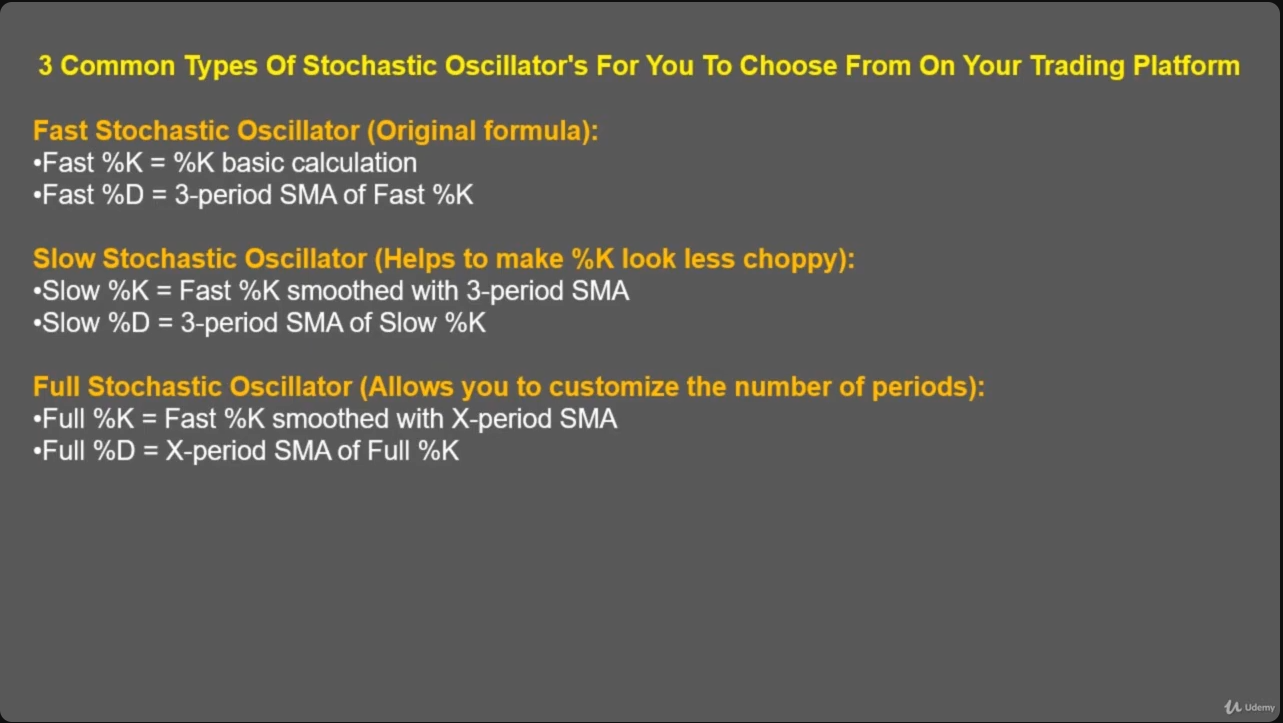 3 Common Types Of Stochastic Oscillator's For You To Choose From On Your Trading Platform
Fast Stochastic Oscillator (Original formula):
•Fast %K = %K basic calculation
•Fast %D = 3-period SMA of Fast %K
Slow Stochastic Oscillator (Helps to make %K look less choppy):
•Slow %K = Fast %K smoothed with 3-period SMA
•Slow %D = 3-period SMA of Slow %K
Full Stochastic Oscillator (Allows you to customize the number of periods):
•Full %K = Fast %K smoothed with X-period SMA
•Full %D = X-period SMA of Full %K
Udemy